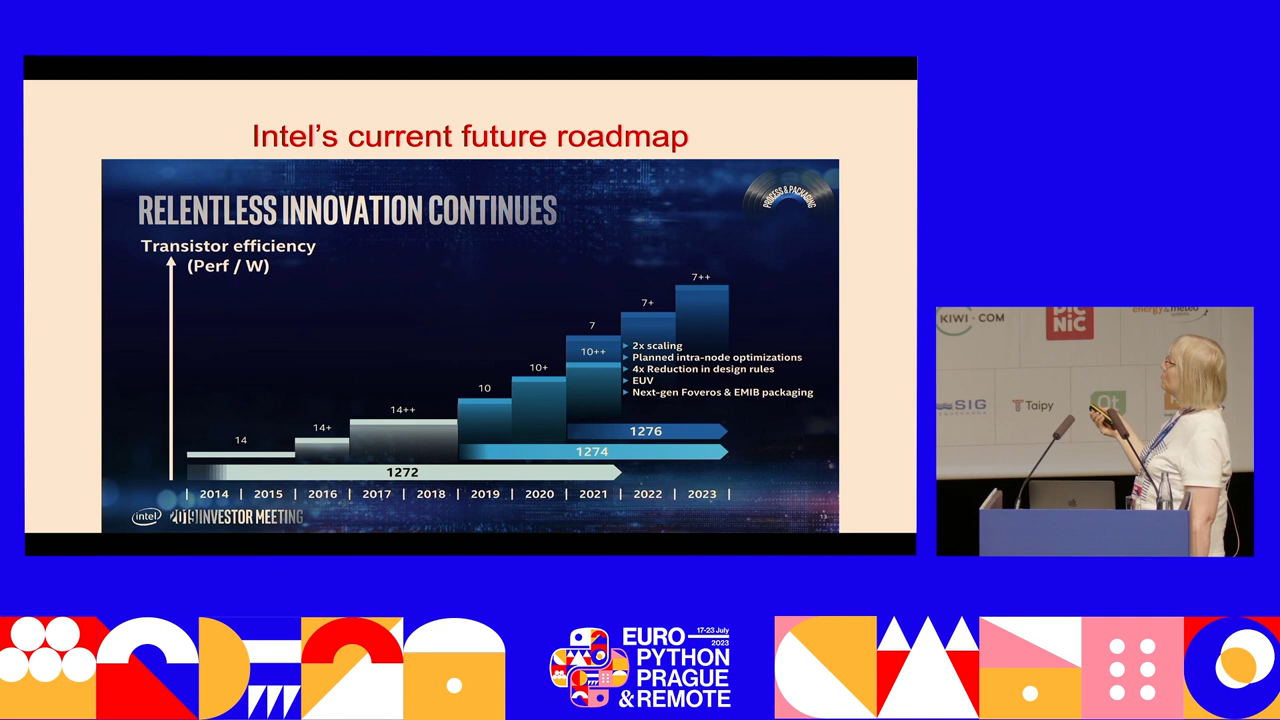 Intel's current future roadmap
RELENTLESS INNOVATION CONTINUES
PROCESS & PACKAGING
Transistor efficiency
(Perf / W)
7++
7+
7
10++
10+
10
14++
14+
14
2x scaling
Planned intra-node optimizations
4x Reduction in design rules
EUV
Next-gen Foveros & EMIB packaging
1276
1274
1272
2014 | 2015 | 2016 | 2017 | 2018 | 2019 | 2020 | 2021 | 2022 | 2023
intel 2019 INVESTOR MEETING
13
KIWI.COM
PIC
NIC
energy & meteo
systems
SIG
Taipy
Qt
17-23 July
2023
EURO
PYTHON
PRAGUE
& REMOTE